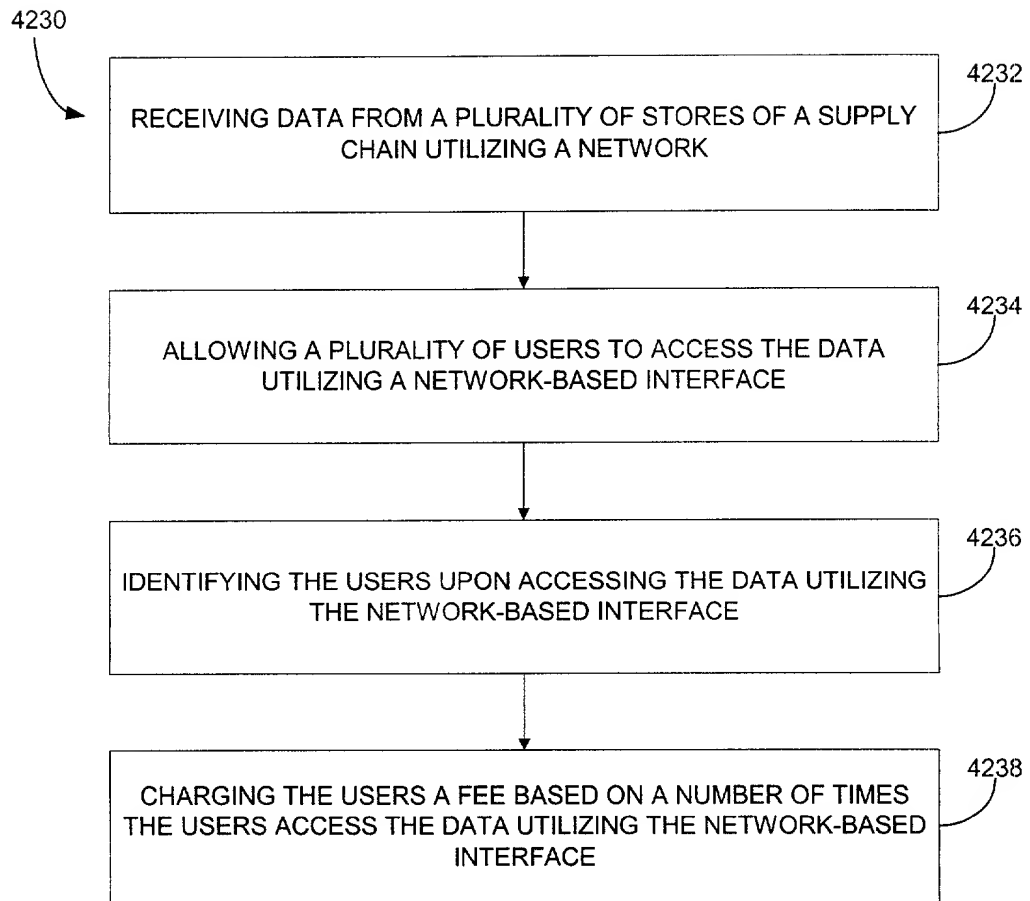 4230
4232
RECEIVING DATA FROM A PLURALITY OF STORES OF A SUPPLY
CHAIN UTILIZING A NETWORK
4234
ALLOWING A PLURALITY OF USERS TO ACCESS THE DATA
UTILIZING A NETWORK-BASED INTERFACE
4236
IDENTIFYING THE USERS UPON ACCESSING THE DATA UTILIZING
THE NETWORK-BASED INTERFACE
4238
CHARGING THE USERS A FEE BASED ON A NUMBER OF TIMES
THE USERS ACCESS THE DATA UTILIZING THE NETWORK-BASED
INTERFACE